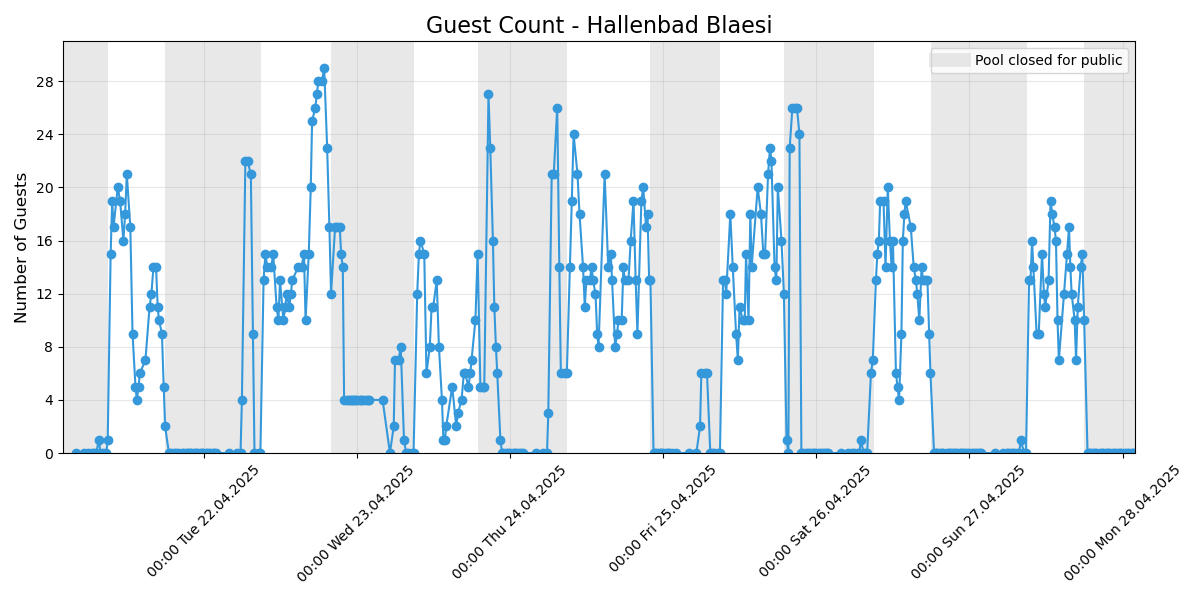 Guest Count - Hallenbad Blaesi
Pool closed for public
Number of Guests
28
24
20
16
12
8
4
0
00:00 Tue 22.04.2025
00:00 Wed 23.04.2025
00:00 Thu 24.04.2025
00:00 Fri 25.04.2025
00:00 Sat 26.04.2025
00:00 Sun 27.04.2025
00:00 Mon 28.04.2025